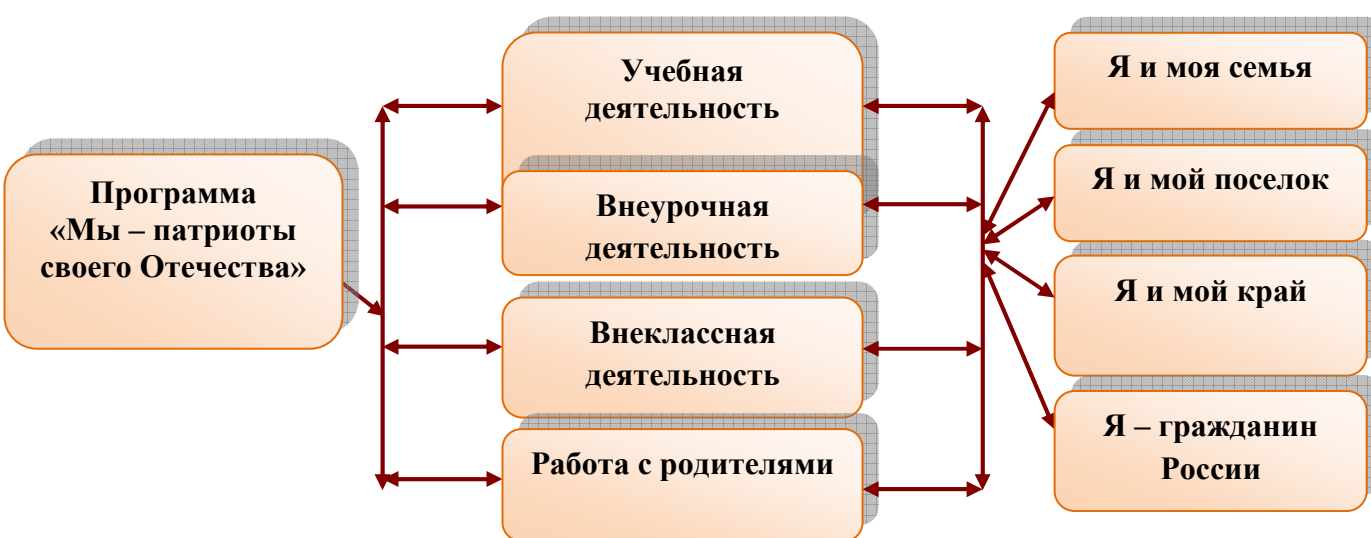 Программа
«Мы – патриоты
своего Отечества»
Учебная
деятельность
Внеурочная
деятельность
Внеклассная
деятельность
Работа с родителями
Я и моя семья
Я и мой поселок
Я и мой край
Я – гражданин
России